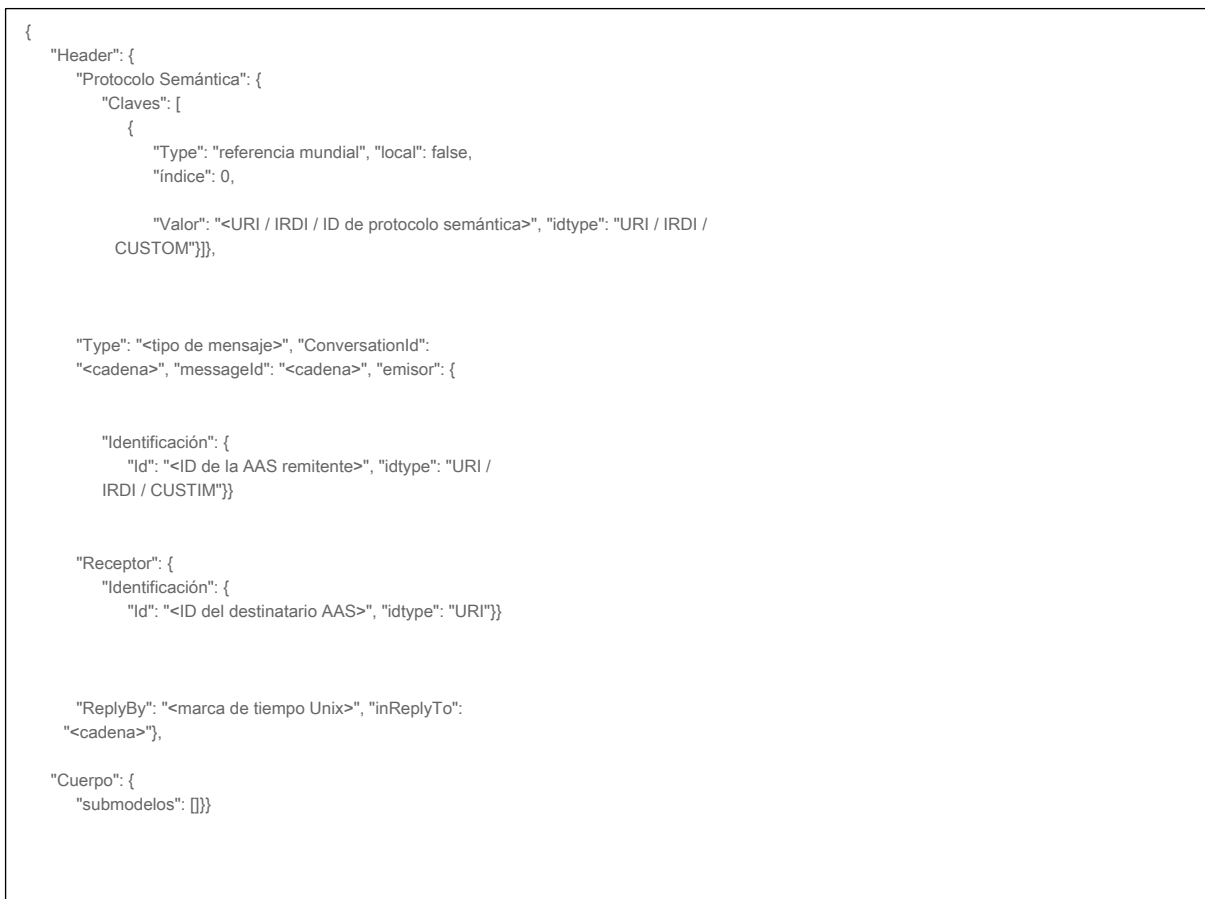 {
"Header": {
"Protocolo Semántica": {
"Claves": [
{
"Type": "referencia mundial", "local": false,
"índice": 0,
"Valor": "<URI / IRDI / ID de protocolo semántica>", "idtype": "URI / IRDI /
CUSTOM"}]},
"Type": "<tipo de mensaje>", "ConversationId":
"<cadena>", "messageId": "<cadena>", "emisor": {
"Identificación": {
"Id": "<ID de la AAS remitente>", "idtype": "URI /
IRDI / CUSTIM"}}
"Receptor": {
"Identificación": {
"Id": "<ID del destinatario AAS>", "idtype": "URI"}}
"ReplyBy": "<marca de tiempo Unix>", "inReplyTo":
"<cadena>"},
"Cuerpo": {
"submodelos": []}}